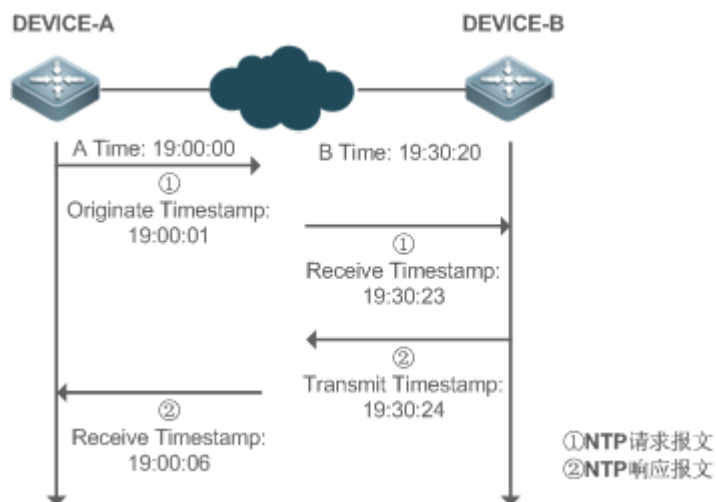 DEVICE-A
DEVICE-B
A Time: 19:00:00
B Time: 19:30:20
①
Originate Timestamp:
19:00:01
①
Receive Timestamp:
19:30:23
②
Transmit Timestamp:
19:30:24
②
Receive Timestamp:
19:00:06
①NTP请求报文
②NTP响应报文